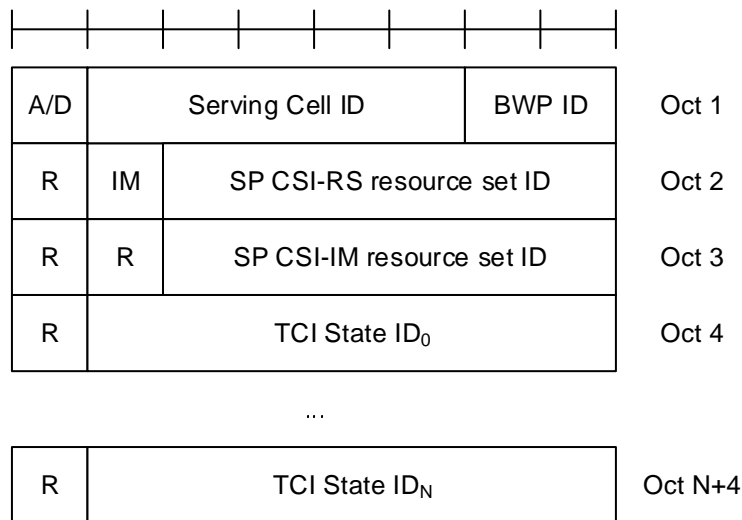 A/D Serving Cell ID BWP ID Oct 1
R IM SP CSI-RS resource set ID Oct 2
R R SP CSI-IM resource set ID Oct 3
R TCI State ID₀ Oct 4
...
R TCI State IDN Oct N+4